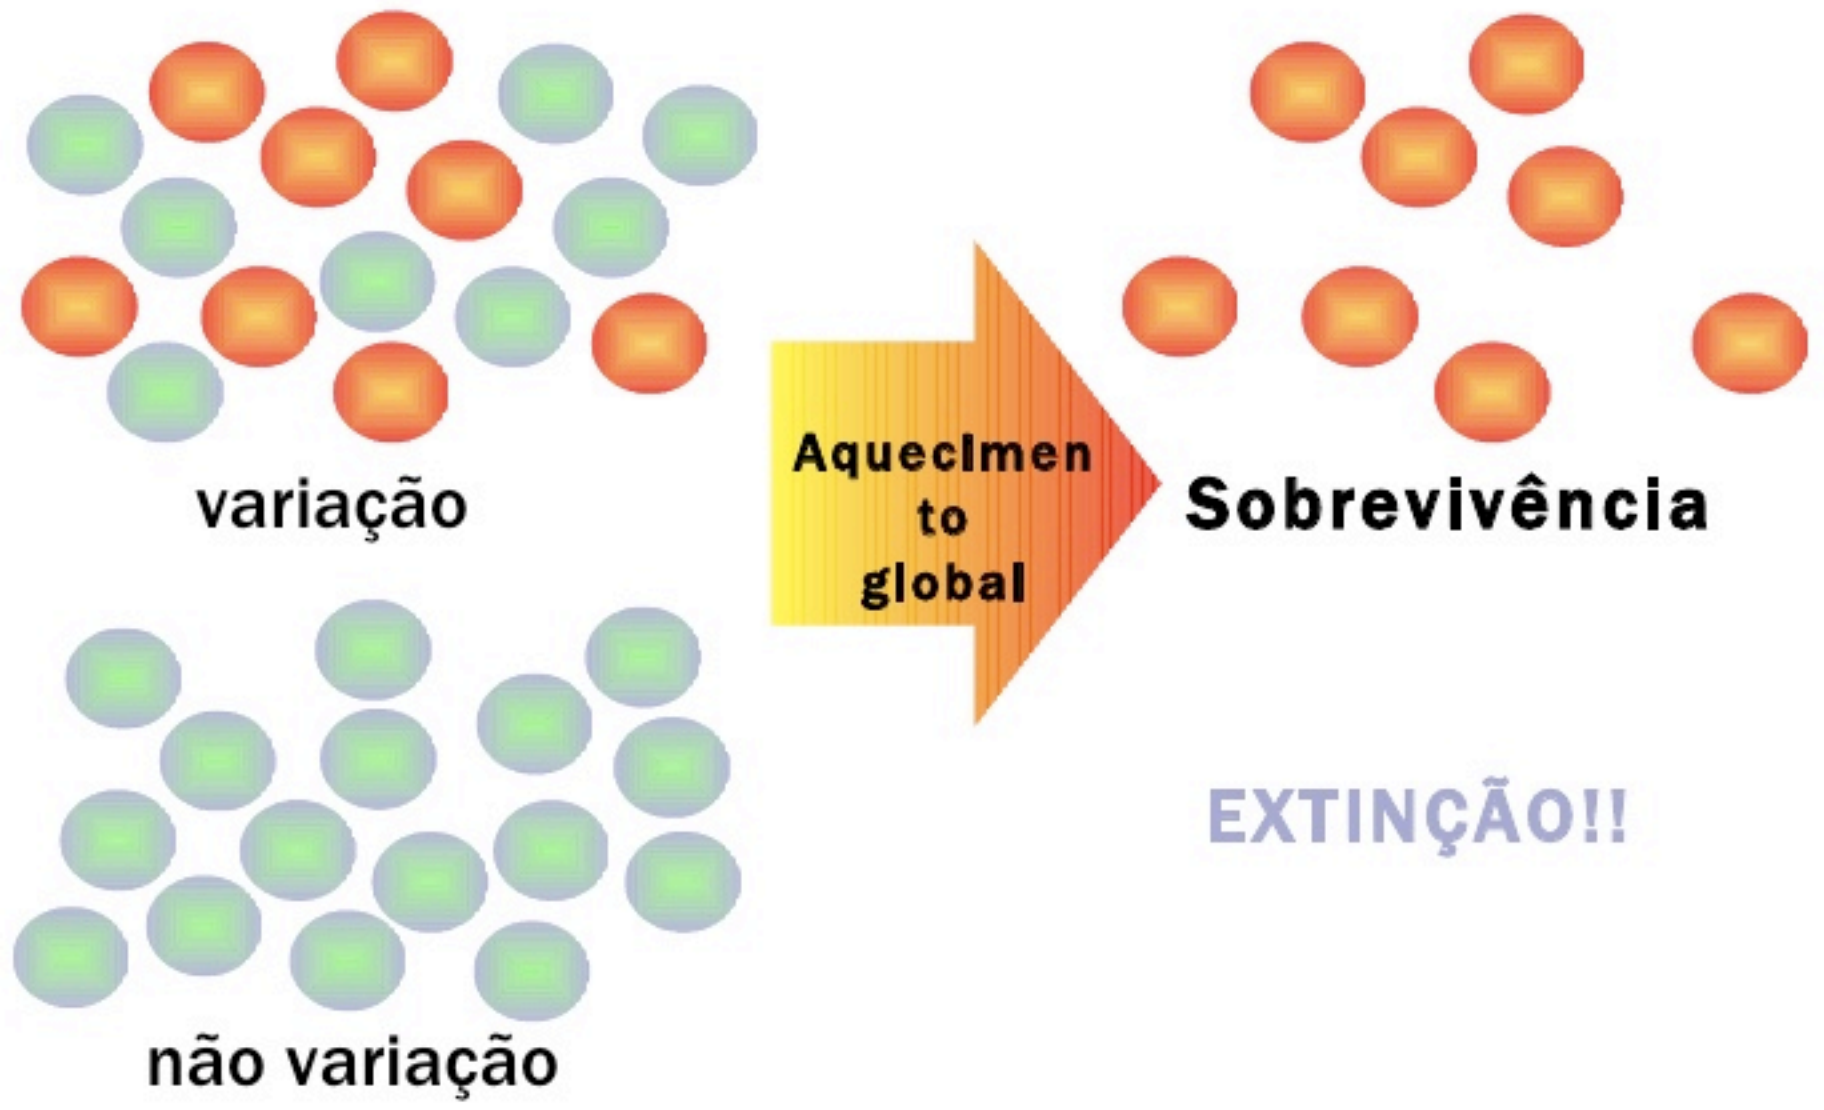 variação
Aquecimen
to
global
Sobrevivência
EXTINÇÃO!!
não variação